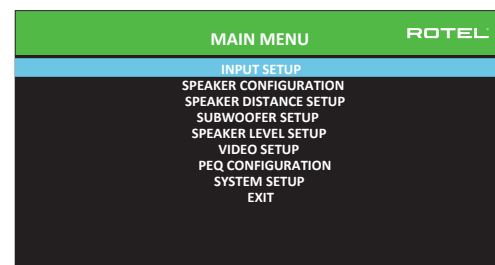 MAIN MENU
ROTEL
INPUT SETUP
SPEAKER CONFIGURATION
SPEAKER DISTANCE SETUP
SUBWOOFER SETUP
SPEAKER LEVEL SETUP
VIDEO SETUP
PEQ CONFIGURATION
SYSTEM SETUP
EXIT